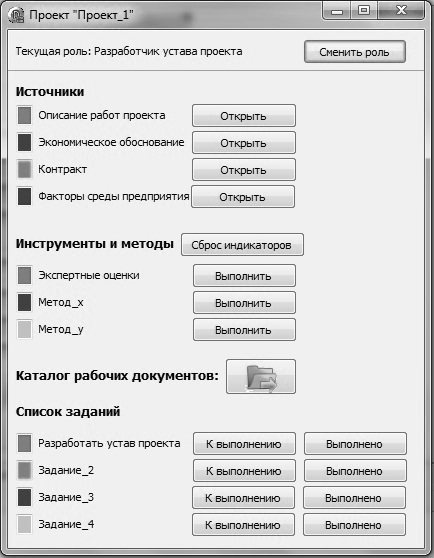 Проект "Проект_1"
Текущая роль: Разработчик устава проекта Сменить роль
Источники
Описание работ проекта Открыть
Экономическое обоснование Открыть
Контракт Открыть
Факторы среды предприятия Открыть
Инструменты и методы Сброс индикаторов
Экспертные оценки Выполнить
Метод_x Выполнить
Метод_y Выполнить
Каталог рабочих документов:
Список заданий
Разработать устав проекта К выполнению Выполнено
Задание_2 К выполнению Выполнено
Задание_3 К выполнению Выполнено
Задание_4 К выполнению Выполнено